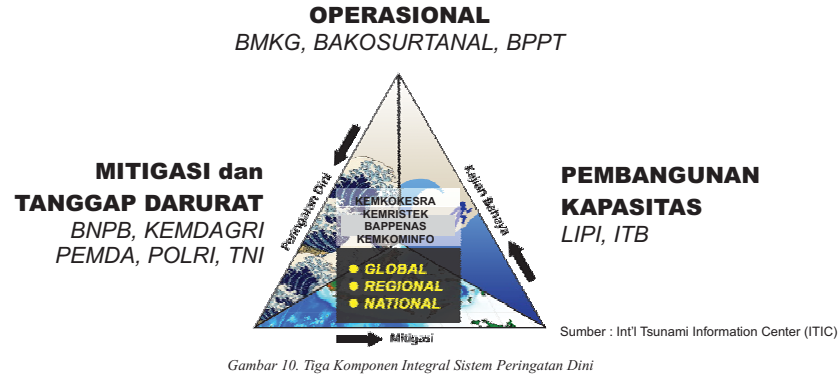 OPERASIONAL
BMKG, BAKOSURTANAL, BPPT
MITIGASI dan
TANGGAP DARURAT
BNPB, KEMDAGRI
PEMDA, POLRI, TNI
Peringatan Dini
Kajian Bahaya
KEMKOKESRA
KEMRISTEK
BAPPENAS
KEMKOMINFO
GLOBAL
REGIONAL
NATIONAL
PEMBANGUNAN
KAPASITAS
LIPI, ITB
Mitigasi
Sumber : Int'l Tsunami Information Center (ITIC)
Gambar 10. Tiga Komponen Integral Sistem Peringatan Dini